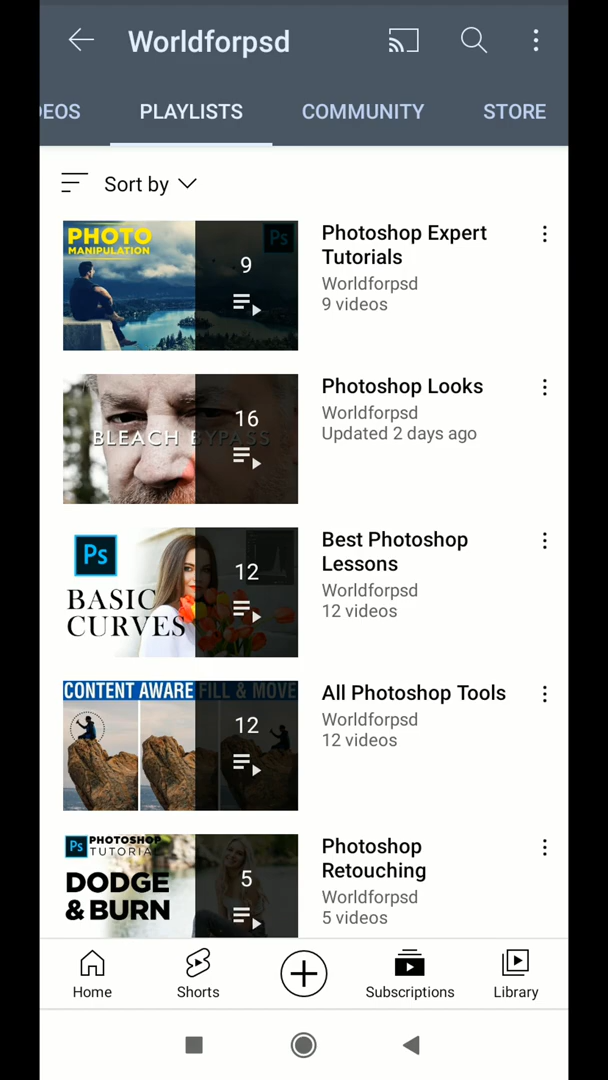 Worldforpsd
DEOS PLAYLISTS COMMUNITY STORE
Sort by
PHOTO
MANIPULATION
Ps
9
Photoshop Expert
Tutorials
Worldforpsd
9 videos
BLEACH BYPASS
16
Photoshop Looks
Worldforpsd
Updated 2 days ago
Ps
BASIC
CURVES
12
Best Photoshop
Lessons
Worldforpsd
12 videos
CONTENT AWARE FILL & MOVE
12
All Photoshop Tools
Worldforpsd
12 videos
Ps PHOTOSHOP
TUTORIAL
DODGE
& BURN
5
Photoshop
Retouching
Worldforpsd
5 videos
Home Shorts Subscriptions Library